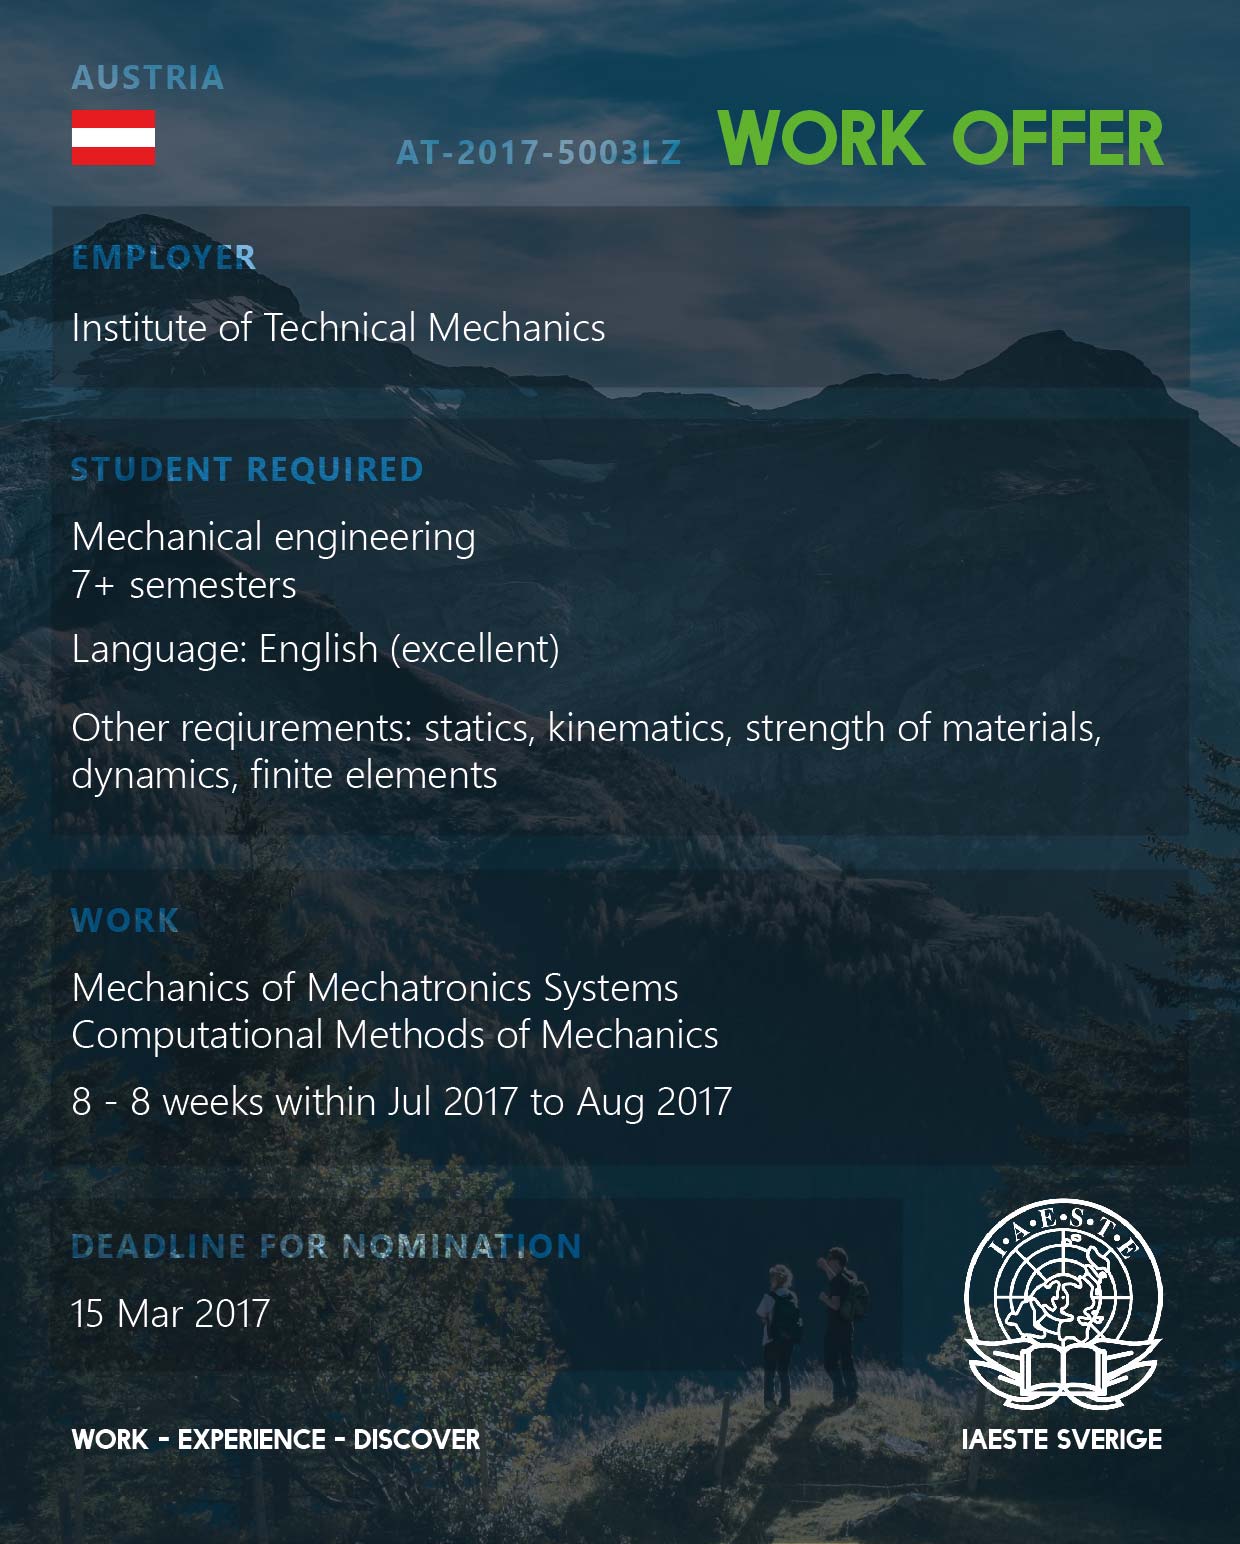 AUSTRIA
AT-2017-5003LZ WORK OFFER
EMPLOYER
Institute of Technical Mechanics
STUDENT REQUIRED
Mechanical engineering
7+ semesters
Language: English (excellent)
Other reqiurements: statics, kinematics, strength of materials,
dynamics, finite elements
WORK
Mechanics of Mechatronics Systems
Computational Methods of Mechanics
8 - 8 weeks within Jul 2017 to Aug 2017
DEADLINE FOR NOMINATION
15 Mar 2017
I.A.E.S.T.E
WORK - EXPERIENCE - DISCOVER
IAESTE SVERIGE